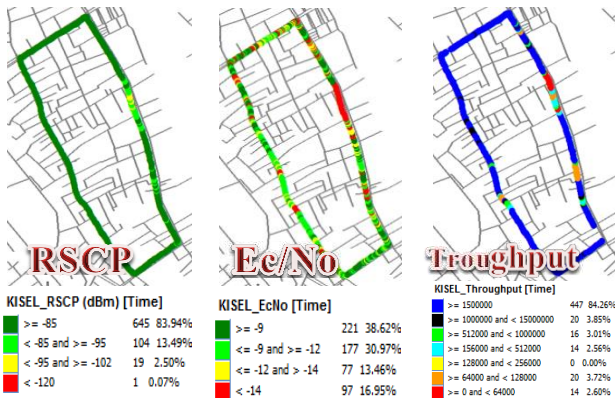 RSCP
Ec/No
Troughput
KISEL_RSCP (dBm) [Time]
>= -85 645 83.94%
< -85 and >= -95 104 13.49%
< -95 and >= -102 19 2.50%
< -120 1 0.07%
KISEL_EcNo [Time]
>= -9 221 38.62%
<= -9 and >= -12 177 30.97%
<= -12 and > -14 77 13.46%
< -14 97 16.95%
KISEL_Throughput [Time]
>= 1500000 447 84.26%
>= 1000000 and < 15000000 20 3.85%
>= 512000 and < 1000000 16 3.01%
>= 156000 and < 512000 14 2.56%
>= 128000 and < 256000 0 0.00%
>= 64000 and < 128000 20 3.72%
>= 0 and < 64000 14 2.60%